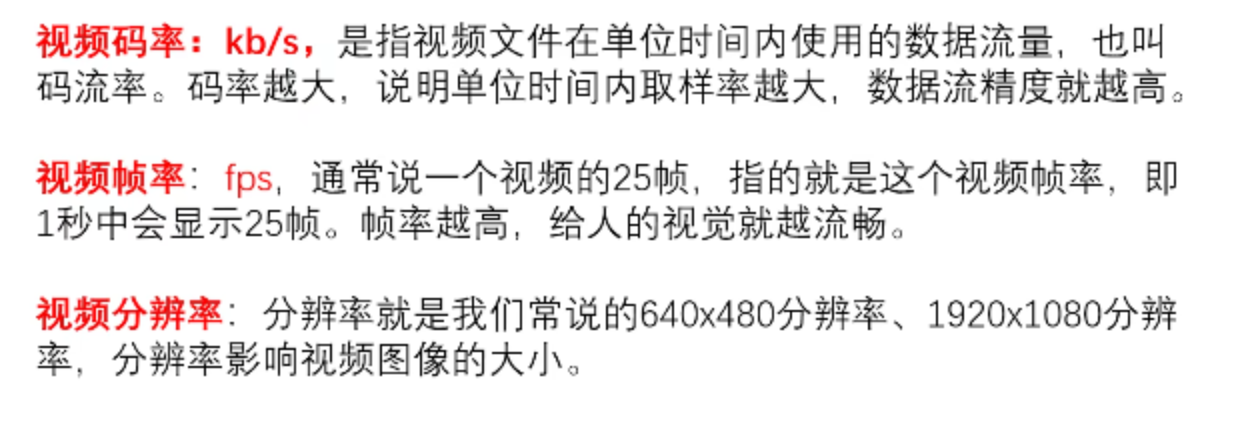 视频码率：kb/s，是指视频文件在单位时间内使用的数据流量，也叫
码流率。码率越大，说明单位时间内取样率越大，数据流精度就越高。
视频帧率：fps，通常说一个视频的25帧，指的就是这个视频帧率，即
1秒中会显示25帧。帧率越高，给人的视觉就越流畅。
视频分辨率：分辨率就是我们常说的640x480分辨率、1920x1080分辨
率，分辨率影响视频图像的大小。